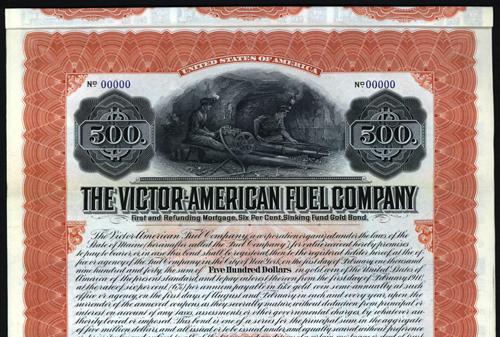 UNITED STATES OF AMERICA
No 00000
No 00000
500.
500.
THE VICTOR-AMERICAN FUEL COMPANY
First and Refunding Mortgage, Six Per Cent, Sinking Fund Gold Bond.
The Victor American Fuel Company, a corporation organized under the laws of the
State of Maine (hereinafter called the Fuel Company), for value received hereby promises
to pay to bearer, or, in case this bond shall be registered, then to the registered holder hereof, at the of-
fice or agency of the Fuel Company in the City of New York, on the first day of February, one thousand
nine hundred and forty, the sum of Five Hundred Dollars in gold coin of the United States of
America of the present standard, and to pay interest thereon from the first day of February, 1911,
at the rate of six per cent. (6%) per annum, payable in like gold coin, semi-annually at such
office or agency, on the first days of August and February in each and every year, upon the
surrender of the annexed coupons, as they severally mature, without deduction from principal or
interest on account of any taxes, assessments or other governmental charges, by whatever au-
thority levied or imposed. This bond is one of a series for the principal sum in the aggregate
of five million dollars, and all issued or to be issued under, and equally secured without preference